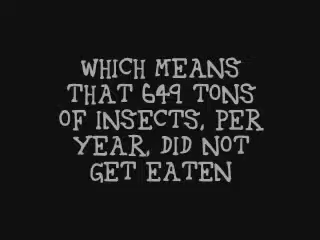 WHICH MEANS
THAT 649 TONS
OF INSECTS, PER
YEAR, DID NOT
GET EATEN